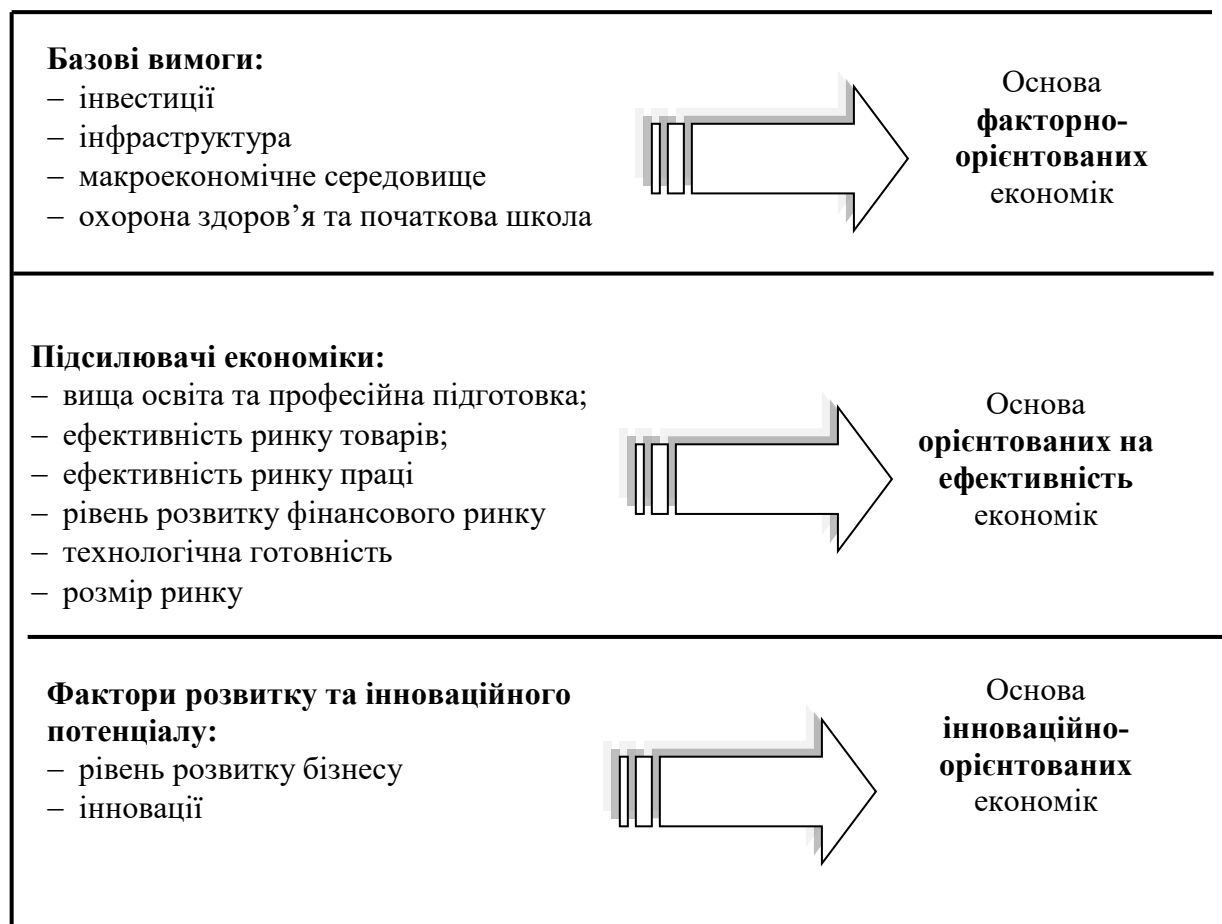 Базові вимоги:
– інвестиції
– інфраструктура
– макроекономічне середовище
– охорона здоров’я та початкова школа
Основа
факторно-
орієнтованих
економік
Підсилювачі економіки:
– вища освіта та професійна підготовка;
– ефективність ринку товарів;
– ефективність ринку праці
– рівень розвитку фінансового ринку
– технологічна готовність
– розмір ринку
Основа
орієнтованих на
ефективність
економік
Фактори розвитку та інноваційного
потенціалу:
– рівень розвитку бізнесу
– інновації
Основа
інноваційно-
орієнтованих
економік